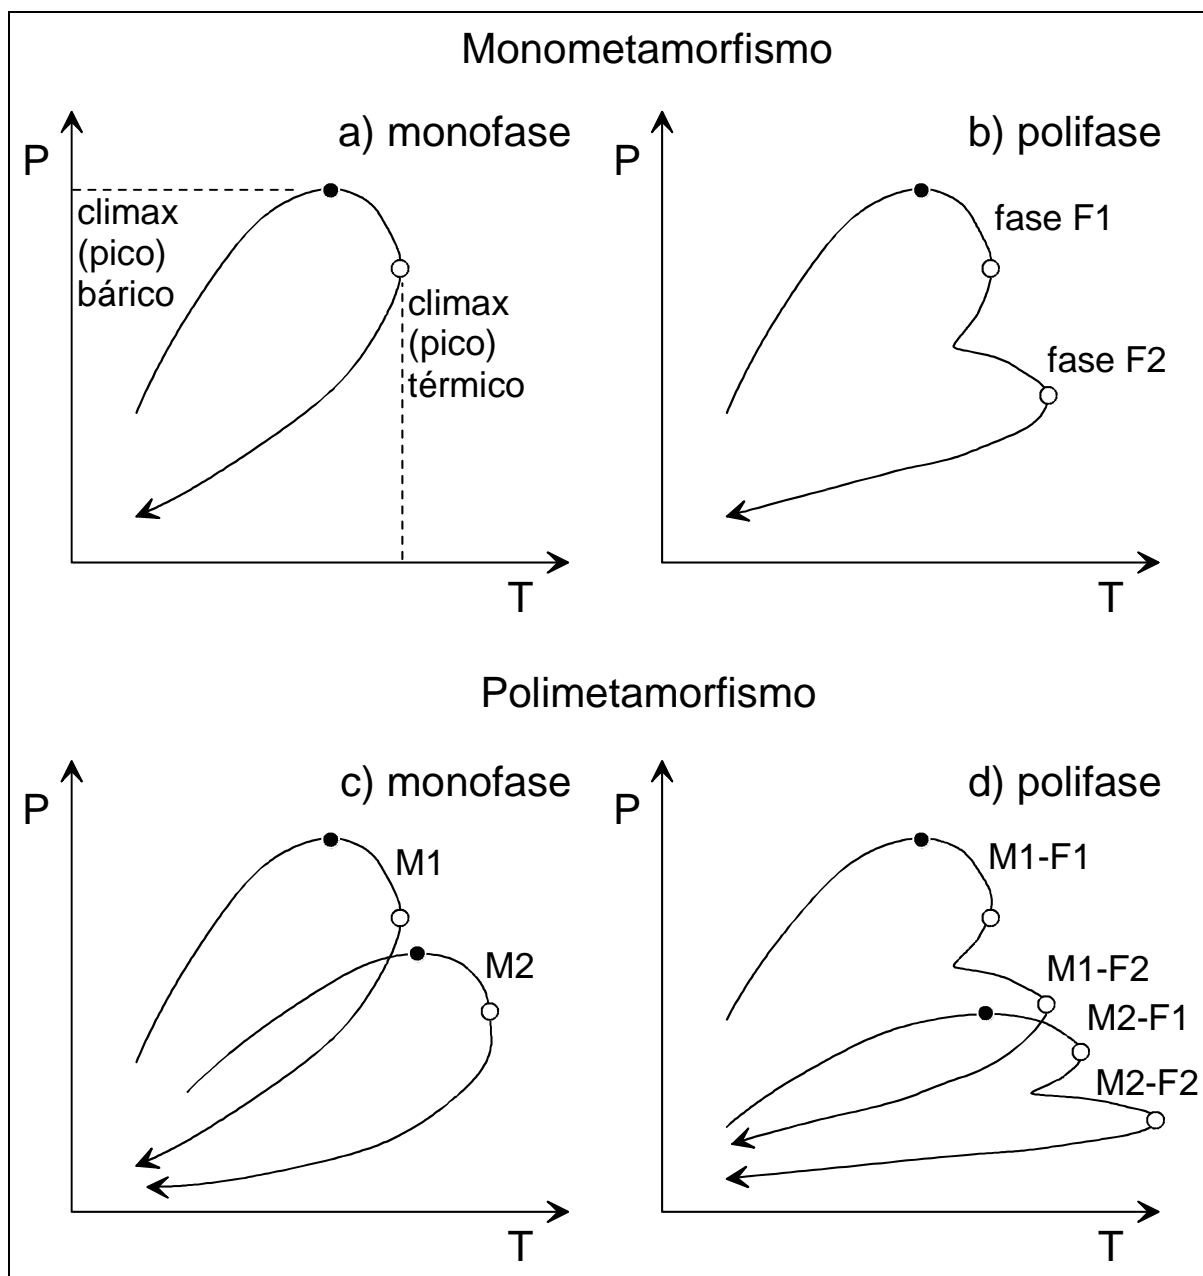 Monometamorfismo
a) monofase
P
climax
(pico)
bárico
climax
(pico)
térmico
T
b) polifase
P
fase F1
fase F2
T
Polimetamorfismo
c) monofase
P
M1
M2
T
d) polifase
P
M1-F1
M1-F2
M2-F1
M2-F2
T